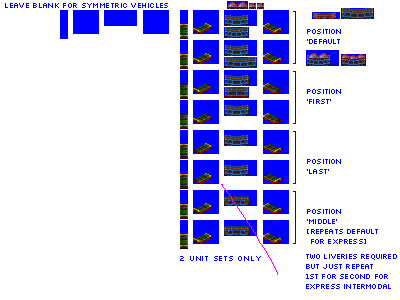 LEAVE BLANK FOR SYMMETRIC VEHICLES
POSITION
'DEFAULT
POSITION
'FIRST'
POSITION
'LAST'
POSITION
'MIDDLE'
[REPEATS DEFAULT
FOR EXPRESS]
2 UNIT SETS ONLY
TWO LIVERIES REQUIRED
BUT JUST REPEAT
1ST FOR SECOND FOR
EXPRESS INTERMODAL